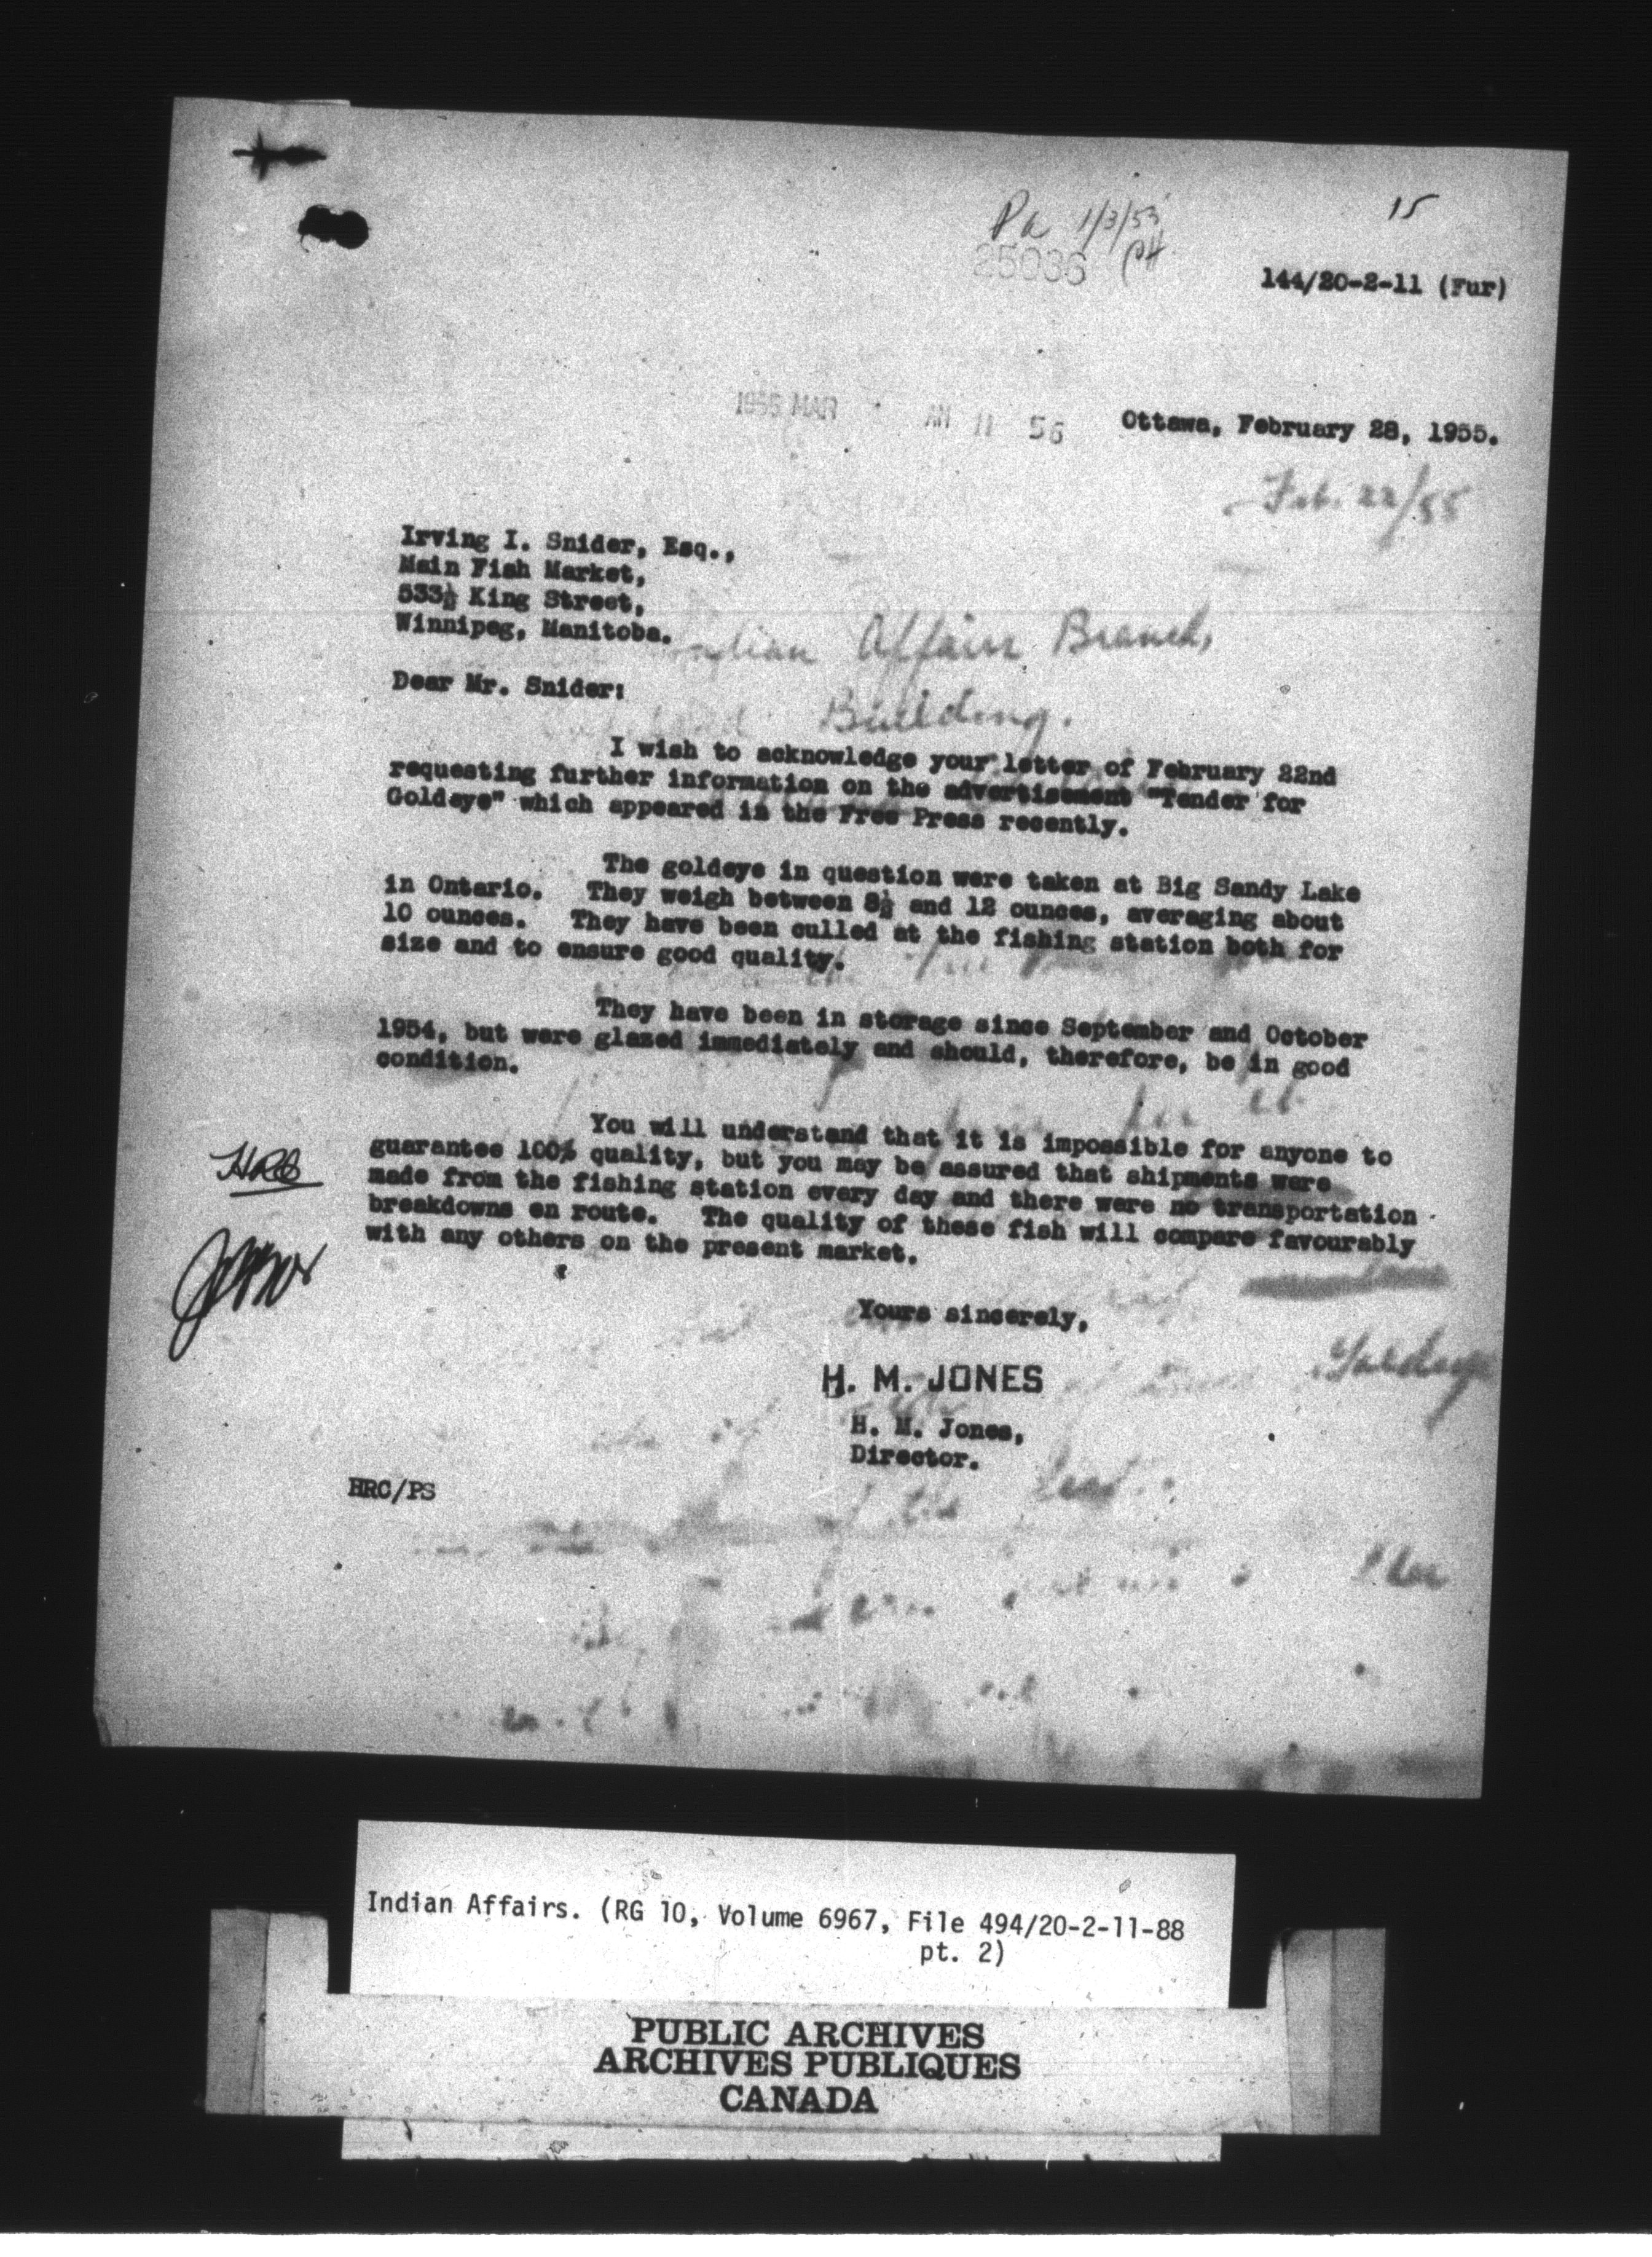 Pa 1/3/55
15
25036
144/20-2-11 (Fur)
1955 MAR AM 11 56
Ottawa, February 28, 1955.
Feb. 22/55
Irving I. Snider, Esq.,
Main Fish Market,
533½ King Street,
Winnipeg, Manitoba.
Indian Affairs Branch,
Dear Mr. Snider:
Building.
I wish to acknowledge your letter of February 22nd
requesting further information on the advertisement "Tender for
Goldeye" which appeared in the Free Press recently.
The goldeye in question were taken at Big Sandy Lake
in Ontario. They weigh between 8½ and 12 ounces, averaging about
10 ounces. They have been culled at the fishing station both for
size and to ensure good quality.
They have been in storage since September and October
1954, but were glazed immediately and should, therefore, be in good
condition.
You will understand that it is impossible for anyone to
guarantee 100% quality, but you may be assured that shipments were
made from the fishing station every day and there were no transportation
breakdowns en route. The quality of these fish will compare favourably
with any others on the present market.
Yours sincerely,
H. M. JONES
H. M. Jones,
Director.
HRC/PS
Indian Affairs. (RG 10, Volume 6967, File 494/20-2-11-88
pt. 2)
PUBLIC ARCHIVES
ARCHIVES PUBLIQUES
CANADA